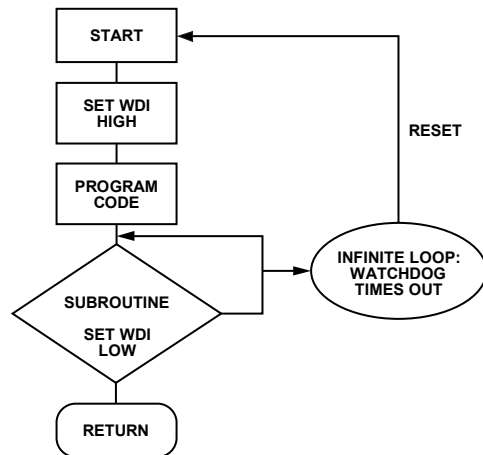 START
SET WDI
HIGH
RESET
PROGRAM
CODE
INFINITE LOOP:
WATCHDOG
TIMES OUT
SUBROUTINE
SET WDI
LOW
RETURN